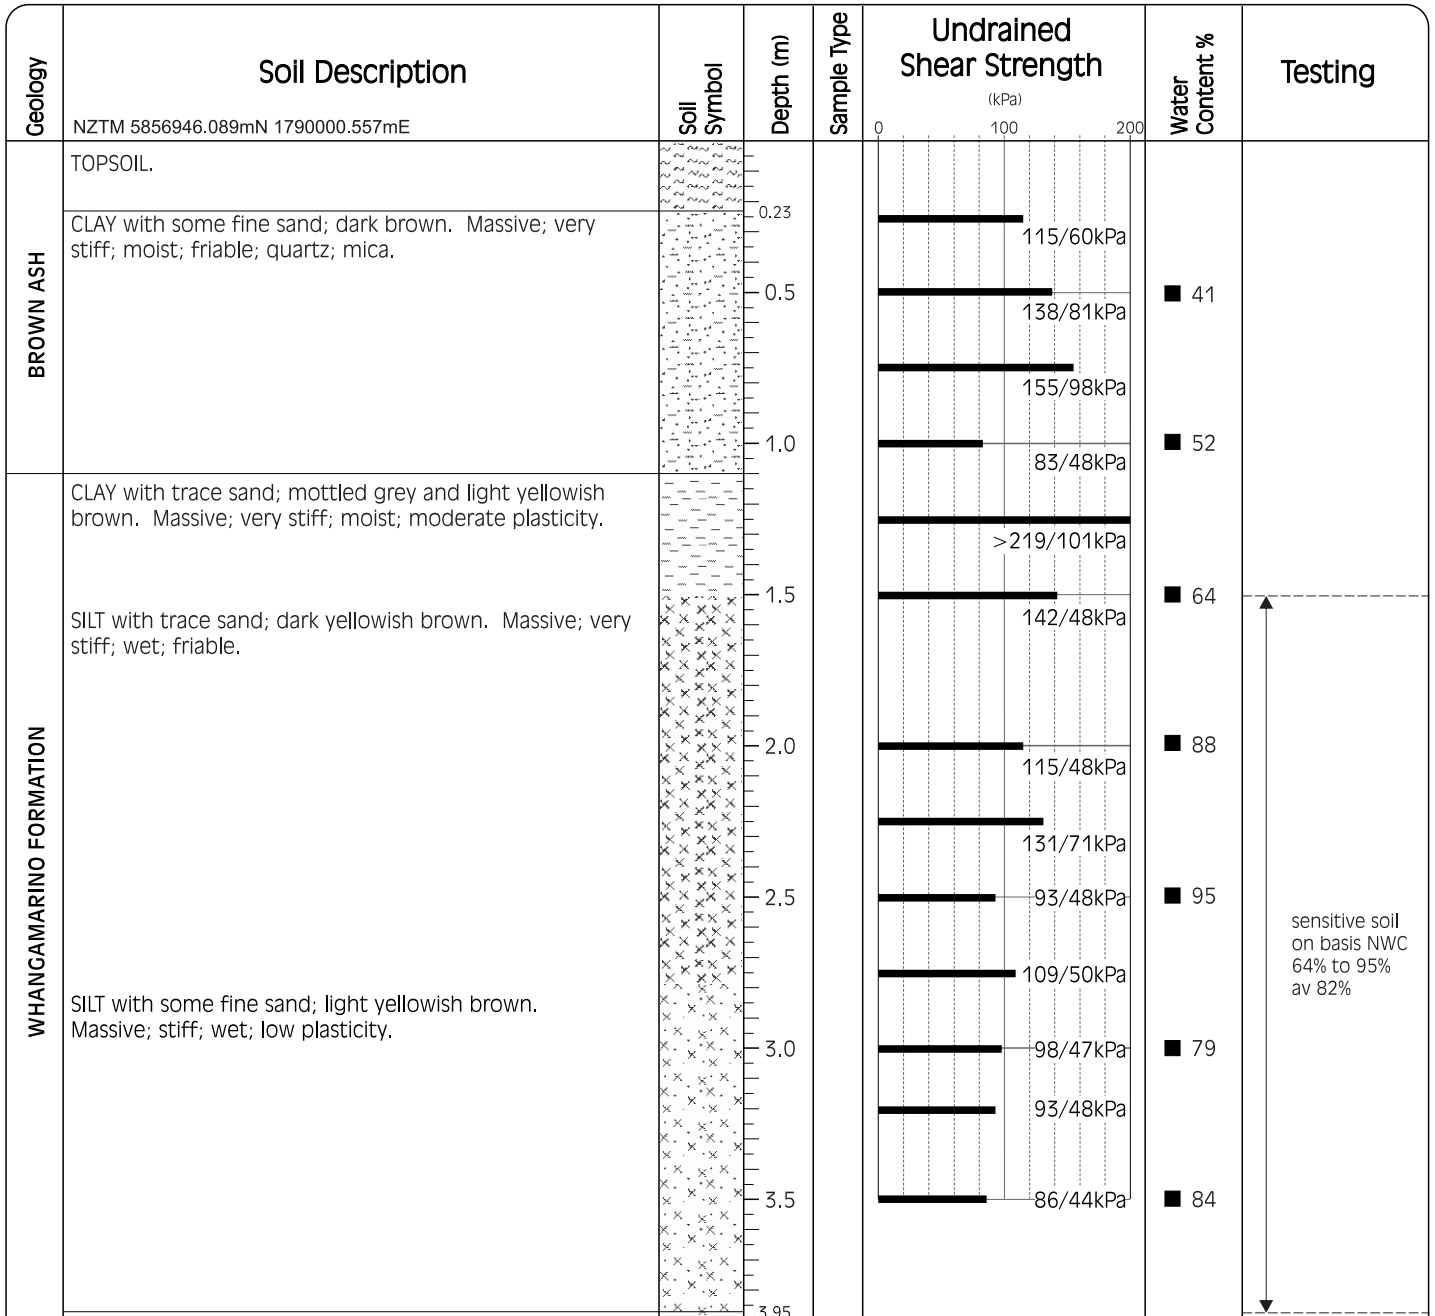 Geology
Soil Description
NZTM 5856946.089mN 1790000.557mE
Soil
Symbol
Depth (m)
Sample Type
Undrained
Shear Strength
(kPa)
0 100 200
Water
Content %
Testing
BROWN ASH
TOPSOIL.
0.23
CLAY with some fine sand; dark brown. Massive; very
stiff; moist; friable; quartz; mica.
115/60kPa
0.5
138/81kPa
41
155/98kPa
1.0
83/48kPa
52
WHANGAMARINO FORMATION
CLAY with trace sand; mottled grey and light yellowish
brown. Massive; very stiff; moist; moderate plasticity.
>219/101kPa
1.5
142/48kPa
64
SILT with trace sand; dark yellowish brown. Massive; very
stiff; wet; friable.
2.0
115/48kPa
88
131/71kPa
2.5
93/48kPa
95
sensitive soil
on basis NWC
64% to 95%
av 82%
109/50kPa
SILT with some fine sand; light yellowish brown.
Massive; stiff; wet; low plasticity.
3.0
98/47kPa
79
93/48kPa
3.5
86/44kPa
84
3.95